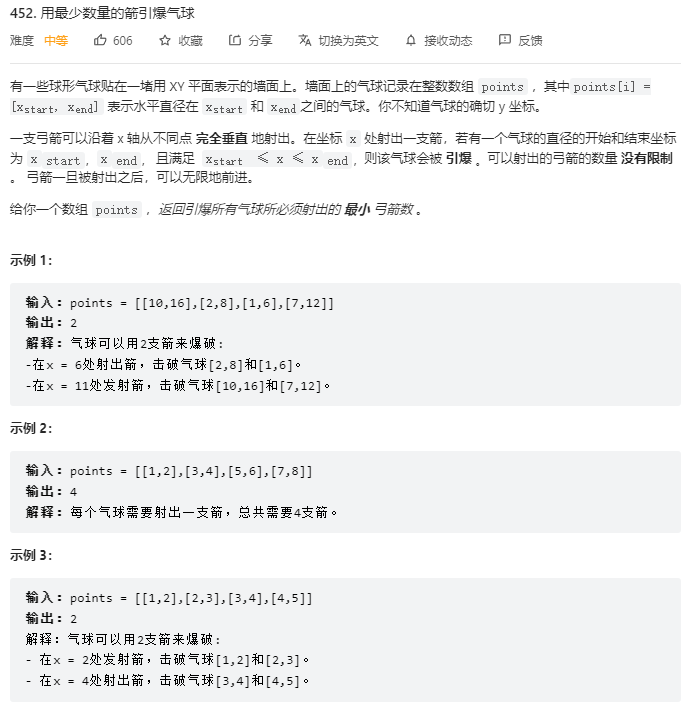 452. 用最少数量的箭引爆气球
难度 中等 606 收藏 分享 切换为英文 接收动态 反馈
有一些球形气球贴在一堵用 XY 平面表示的墙面上。墙面上的气球记录在整数数组 points ，其中points[i] =
[xstart, xend] 表示水平直径在 xstart 和 xend之间的气球。你不知道气球的确切 y 坐标。
一支弓箭可以沿着 x 轴从不同点 完全垂直 地射出。在坐标 x 处射出一支箭，若有一个气球的直径的开始和结束坐标
为 x start，x end， 且满足 xstart ≤ x ≤ x end，则该气球会被 引爆 。可以射出的弓箭的数量 没有限制
。 弓箭一旦被射出之后，可以无限地前进。
给你一个数组 points ，返回引爆所有气球所必须射出的 最小 弓箭数 。
示例 1：
输入：points = [[10,16],[2,8],[1,6],[7,12]]
输出：2
解释：气球可以用2支箭来爆破:
-在x = 6处射出箭，击破气球[2,8]和[1,6]。
-在x = 11处发射箭，击破气球[10,16]和[7,12]。
示例 2：
输入：points = [[1,2],[3,4],[5,6],[7,8]]
输出：4
解释：每个气球需要射出一支箭，总共需要4支箭。
示例 3：
输入：points = [[1,2],[2,3],[3,4],[4,5]]
输出：2
解释：气球可以用2支箭来爆破:
- 在x = 2处发射箭，击破气球[1,2]和[2,3]。
- 在x = 4处射出箭，击破气球[3,4]和[4,5]。